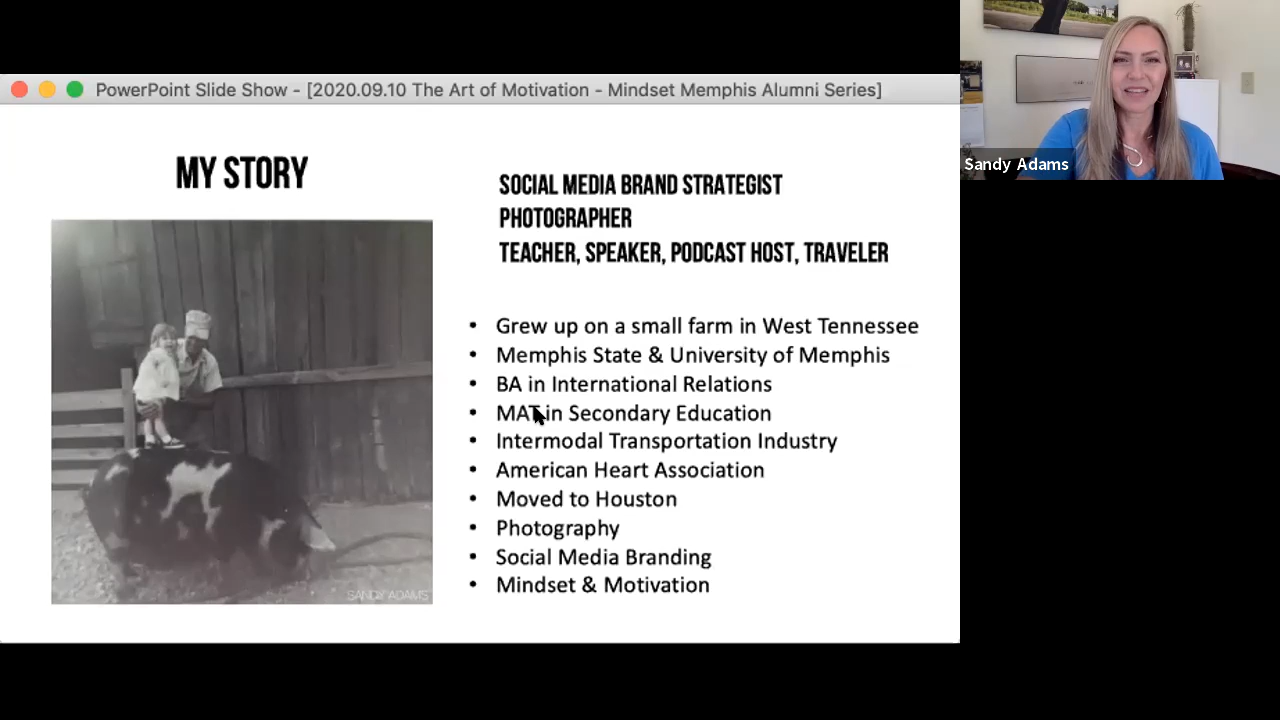 PowerPoint Slide Show - [2020.09.10 The Art of Motivation - Mindset Memphis Alumni Series]
Sandy Adams
MY STORY
SOCIAL MEDIA BRAND STRATEGIST
PHOTOGRAPHER
TEACHER, SPEAKER, PODCAST HOST, TRAVELER
• Grew up on a small farm in West Tennessee
• Memphis State & University of Memphis
• BA in International Relations
• MAT in Secondary Education
• Intermodal Transportation Industry
• American Heart Association
• Moved to Houston
• Photography
• Social Media Branding
• Mindset & Motivation
SANDY ADAMS